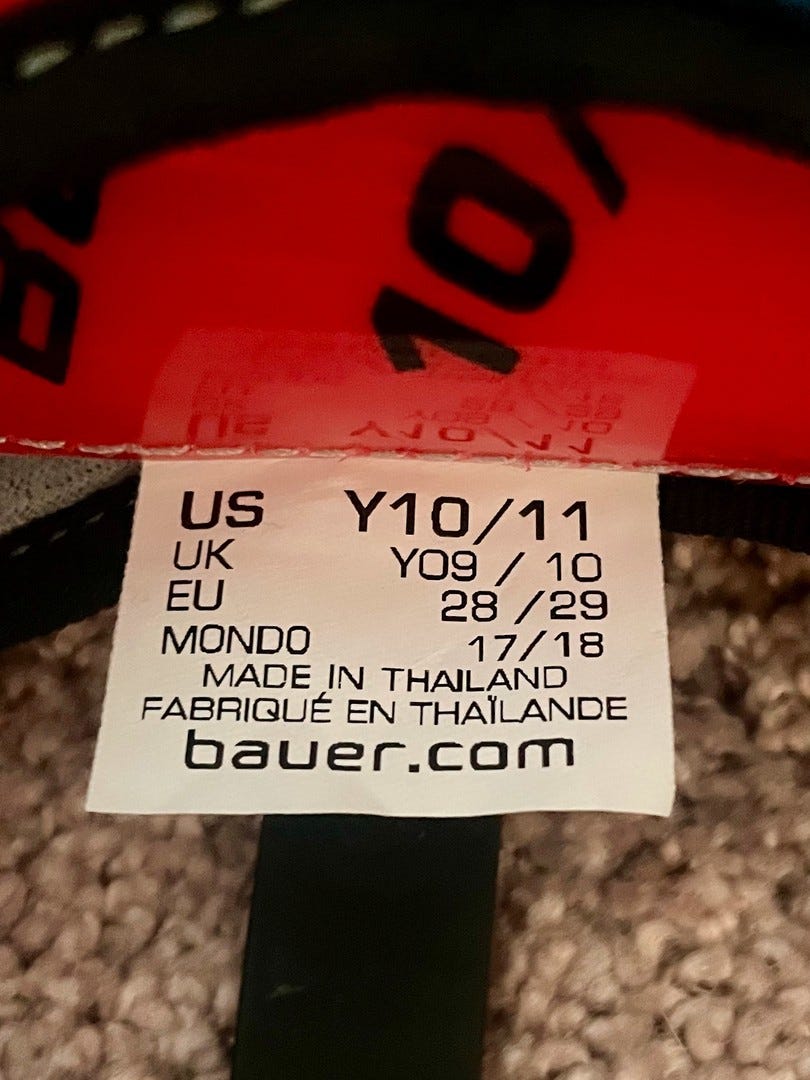 10/
US Y10/11
UK Y09 / 10
EU 28 /29
MONDO 17/18
MADE IN THAILAND
FABRIQUÉ EN THAÏLANDE
bauer.com